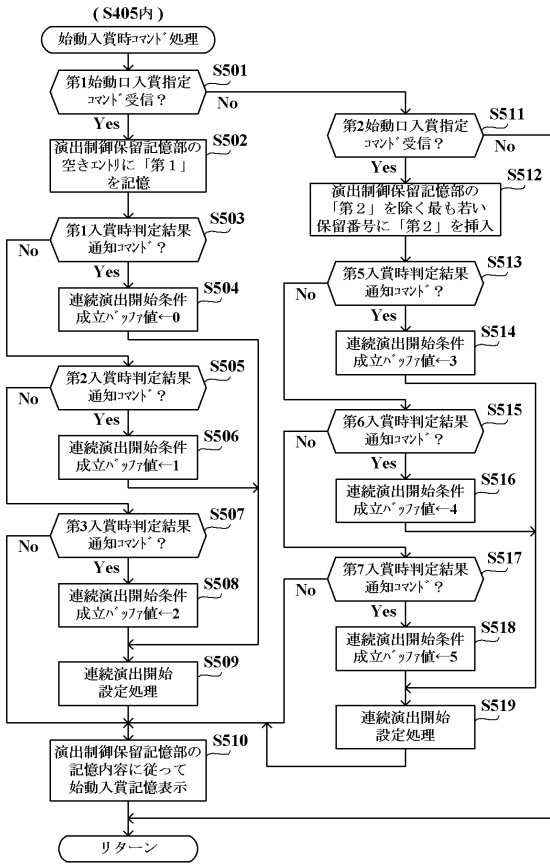 ( S405内 )
始動入賞時コマンド処理
第1始動口入賞指定
コマンド受信？
S501
No
Yes
演出制御保留記憶部の
空きエントリに「第1」
を記憶
S502
第1入賞時判定結果
通知コマンド？
S503
No
Yes
連続演出開始条件
成立バッファ値←0
S504
第2入賞時判定結果
通知コマンド？
S505
No
Yes
連続演出開始条件
成立バッファ値←1
S506
第3入賞時判定結果
通知コマンド？
S507
No
Yes
連続演出開始条件
成立バッファ値←2
S508
連続演出開始
設定処理
S509
演出制御保留記憶部の
記憶内容に従って
始動入賞記憶表示
S510
リターン
第2始動口入賞指定
コマンド受信？
S511
No
Yes
演出制御保留記憶部の
「第2」を除く最も若い
保留番号に「第2」を挿入
S512
第5入賞時判定結果
通知コマンド？
S513
No
Yes
連続演出開始条件
成立バッファ値←3
S514
第6入賞時判定結果
通知コマンド？
S515
No
Yes
連続演出開始条件
成立バッファ値←4
S516
第7入賞時判定結果
通知コマンド？
S517
No
Yes
連続演出開始条件
成立バッファ値←5
S518
連続演出開始
設定処理
S519